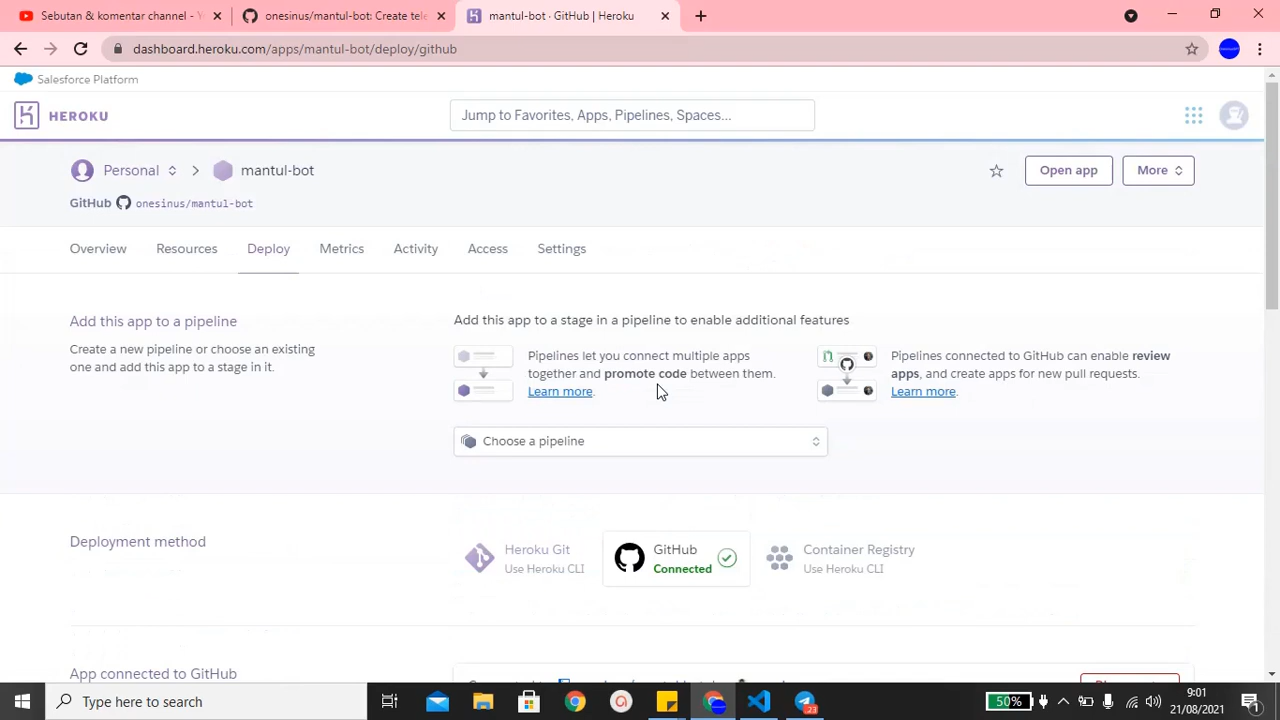 Sebutan & komentar channel - Y
onesinus/mantul-bot: Create tele
mantul-bot · GitHub | Heroku
dashboard.heroku.com/apps/mantul-bot/deploy/github
Salesforce Platform
HEROKU
Jump to Favorites, Apps, Pipelines, Spaces...
Personal
mantul-bot
Open app
More
GitHub onesinus/mantul-bot
Overview
Resources
Deploy
Metrics
Activity
Access
Settings
Add this app to a pipeline
Create a new pipeline or choose an existing
one and add this app to a stage in it.
Add this app to a stage in a pipeline to enable additional features
Pipelines let you connect multiple apps
together and promote code between them.
Learn more.
Pipelines connected to GitHub can enable review
apps, and create apps for new pull requests.
Learn more.
Choose a pipeline
Deployment method
Heroku Git
Use Heroku CLI
GitHub
Connected
Container Registry
Use Heroku CLI
App connected to GitHub
Type here to search
23
50%
9:01
21/08/2021
1